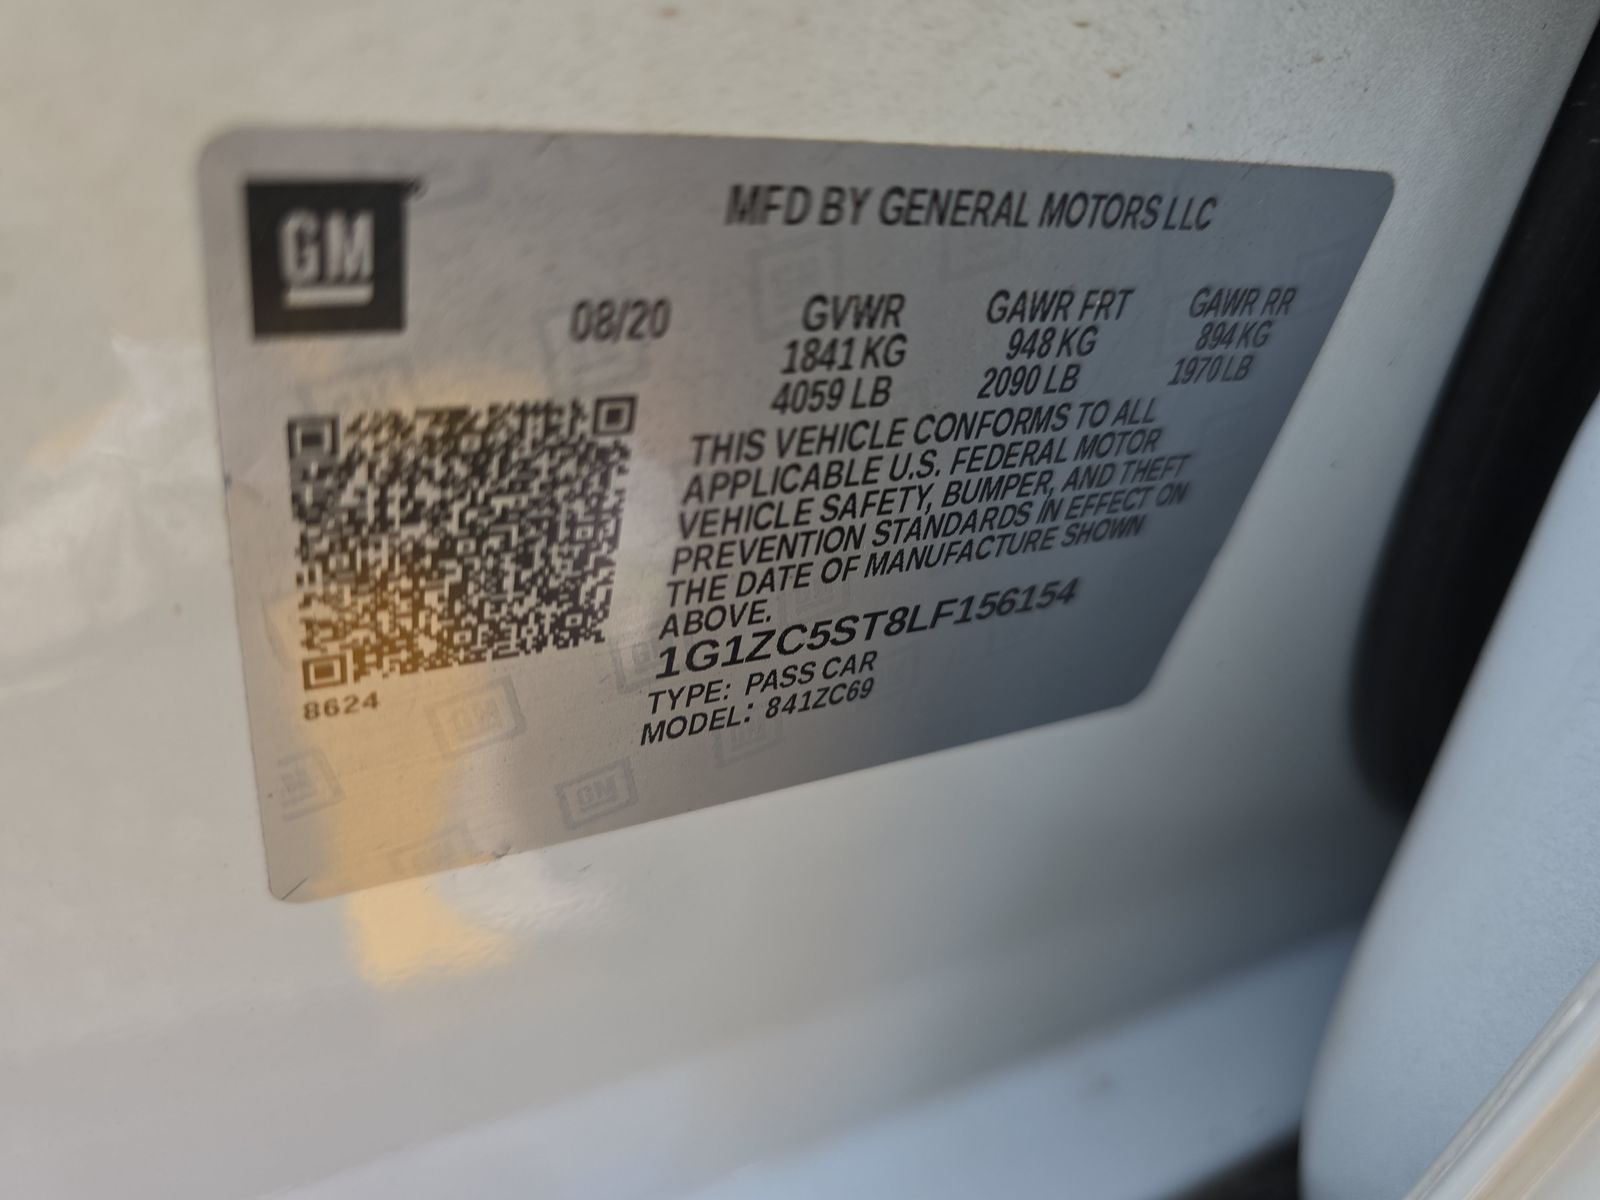 GM
MFD BY GENERAL MOTORS LLC
08/20
GVWR GAWR FRT GAWR RR
1841 KG 948 KG 894 KG
4059 LB 2090 LB 1970 LB
THIS VEHICLE CONFORMS TO ALL
APPLICABLE U.S. FEDERAL MOTOR
VEHICLE SAFETY, BUMPER, AND THEFT
PREVENTION STANDARDS IN EFFECT ON
THE DATE OF MANUFACTURE SHOWN
ABOVE.
1G1ZC5ST8LF156154
TYPE: PASS CAR
MODEL: 841ZC69
8624